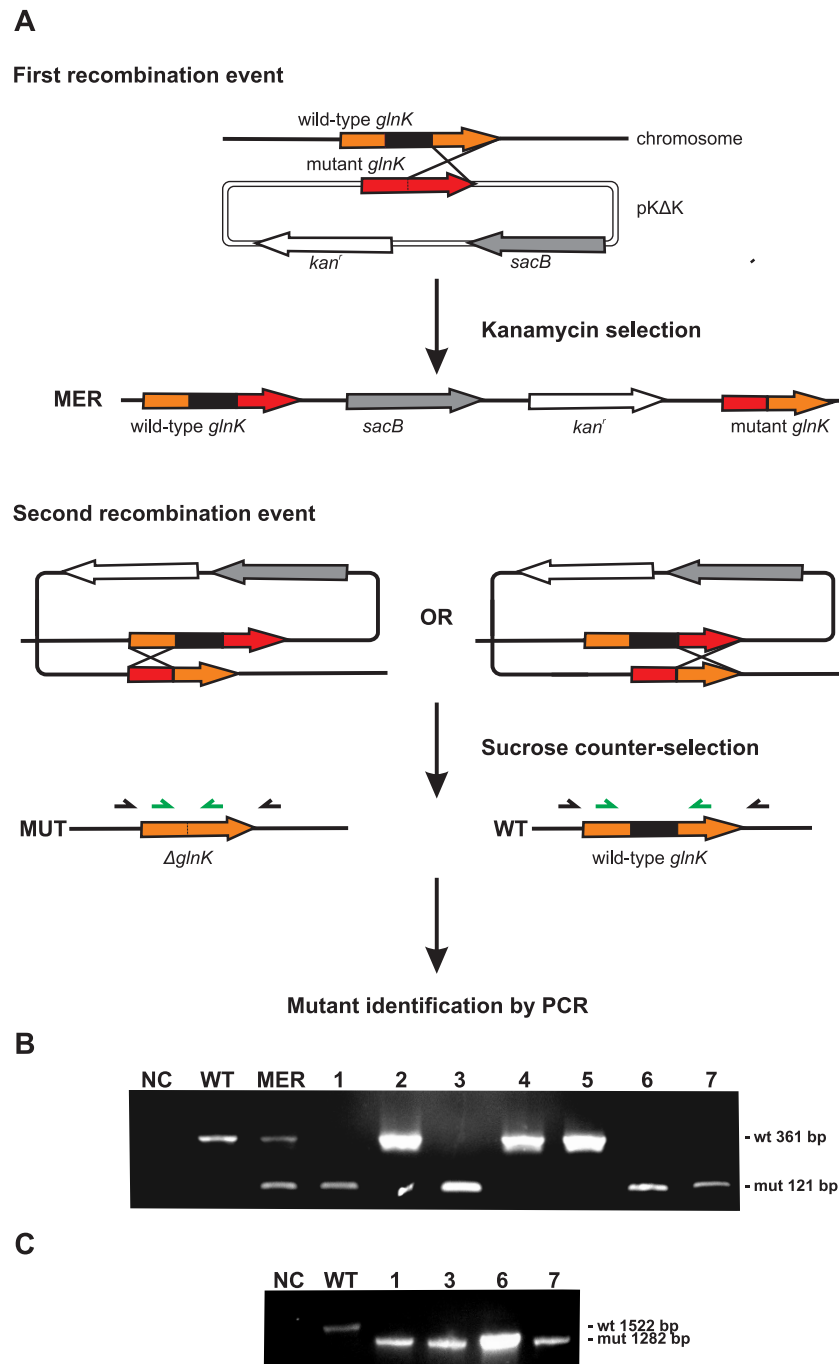 A
First recombination event
wild-type glnK
chromosome
mutant glnK
pKΔK
kanʳ
sacB
Kanamycin selection
MER
wild-type glnK
sacB
kanʳ
mutant glnK
Second recombination event
OR
Sucrose counter-selection
MUT
ΔglnK
WT
wild-type glnK
Mutant identification by PCR
B
NC WT MER 1 2 3 4 5 6 7
- wt 361 bp
- mut 121 bp
C
NC WT 1 3 6 7
- wt 1522 bp
- mut 1282 bp